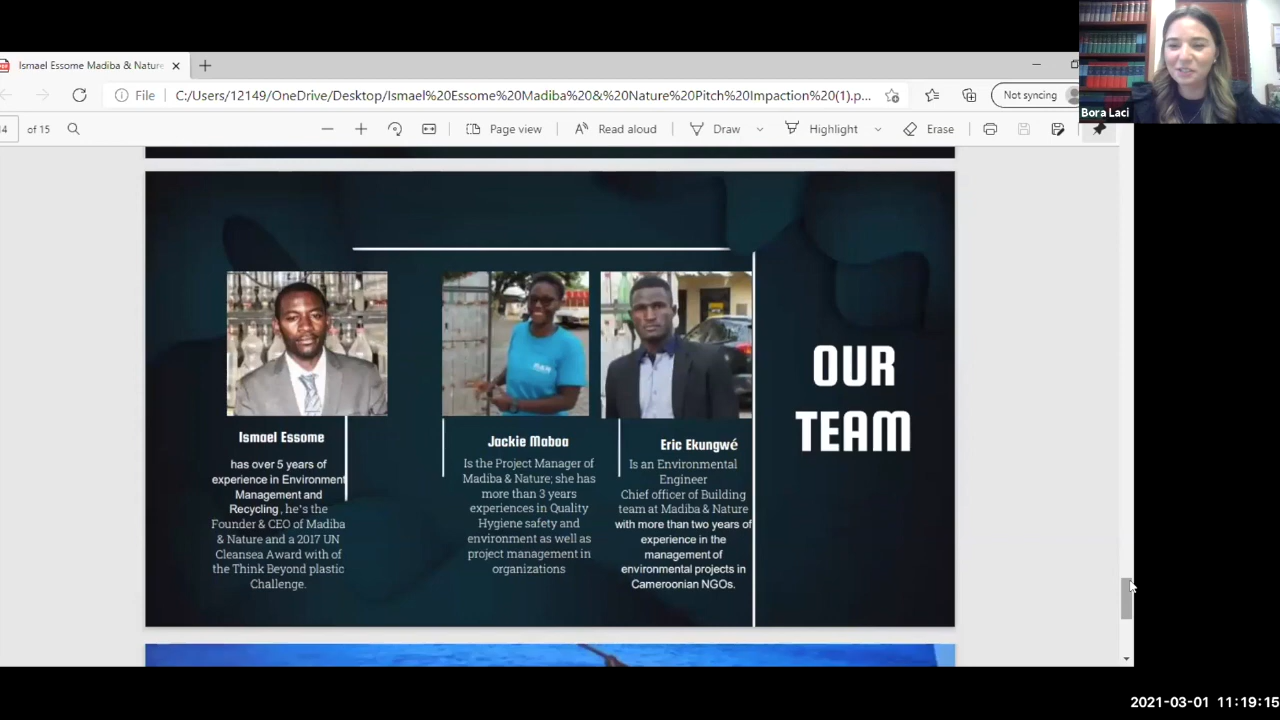 Ismael Essome Madiba & Nature
File
C:/Users/12149/OneDrive/Desktop/Ismael%20Essome%20Madiba%20&%20Nature%20Pitch%20Impaction%20(1).p...
Not syncing
Bora Laci
14 of 15
Page view
Read aloud
Draw
Highlight
Erase
OUR
TEAM
Ismael Essome
has over 5 years of
experience in Environment
Management and
Recycling , he's the
Founder & CEO of Madiba
& Nature and a 2017 UN
Cleansea Award with of
the Think Beyond plastic
Challenge.
Jackie Maboa
Is the Project Manager of
Madiba & Nature; she has
more than 3 years
experiences in Quality
Hygiene safety and
environment as well as
project management in
organizations
Eric Ekungwé
Is an Environmental
Engineer
Chief officer of Building
team at Madiba & Nature
with more than two years of
experience in the
management of
environmental projects in
Cameroonian NGOs.
2021-03-01 11:19:15